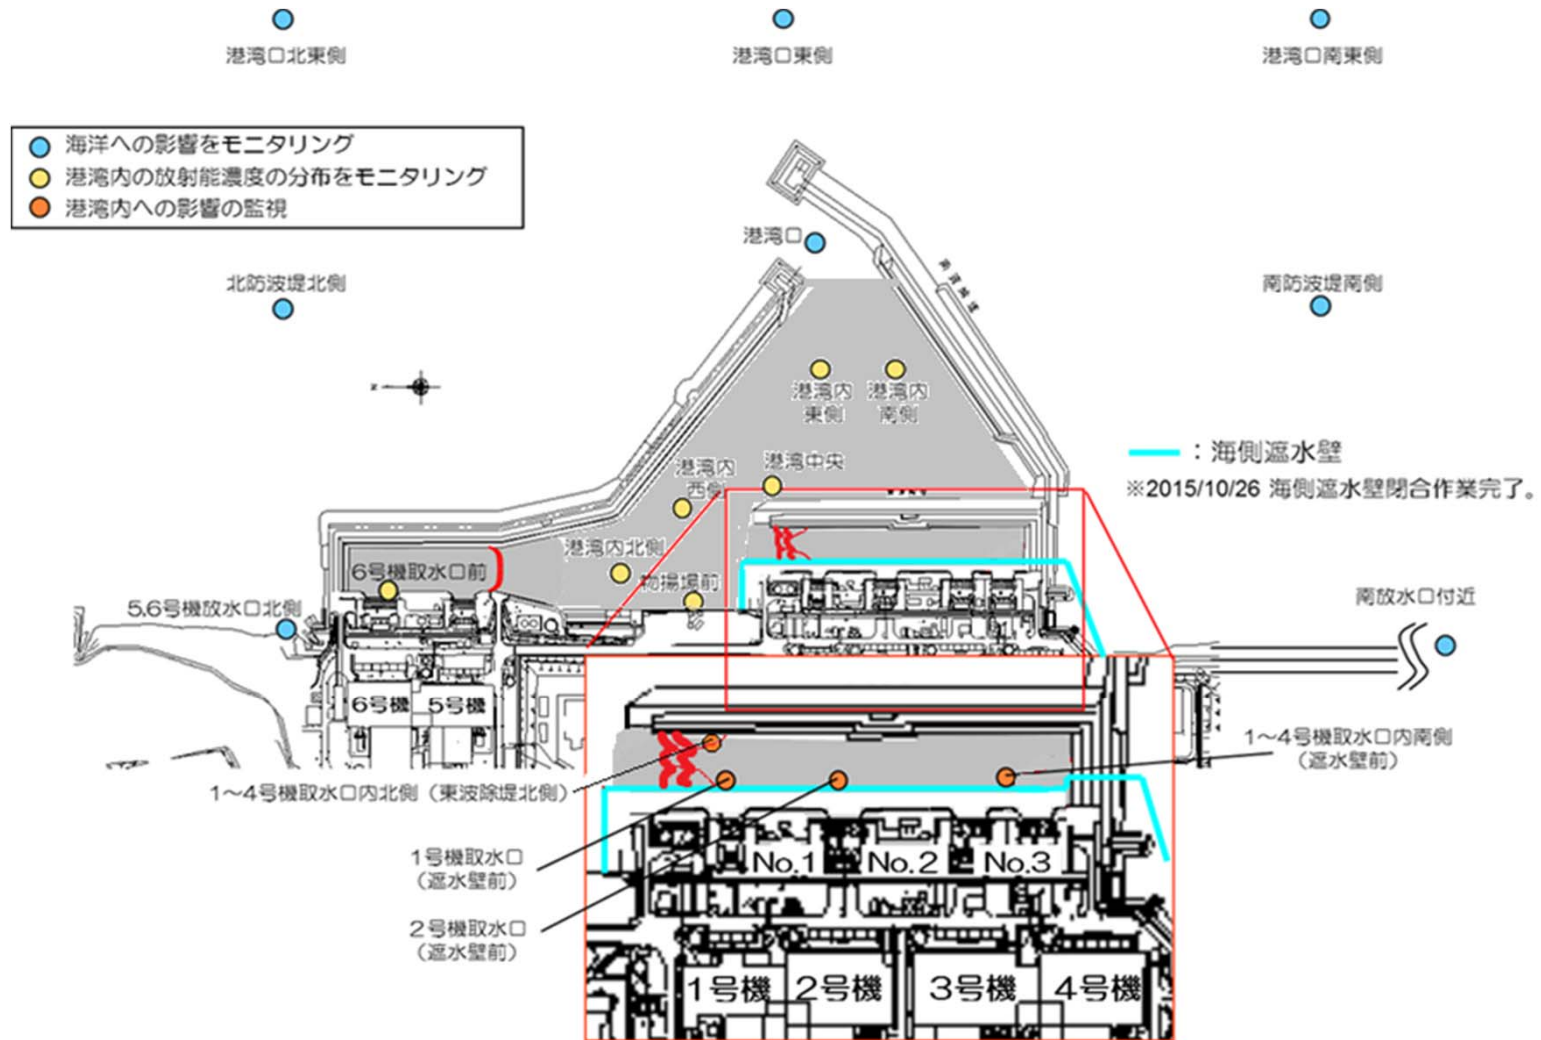 港湾口北東側
港湾口東側
港湾口南東側
海洋への影響をモニタリング
港湾内の放射能濃度の分布をモニタリング
港湾内への影響の監視
港湾口
北防波堤北側
南防波堤南側
港湾内
東側
港湾内
南側
港湾内
西側
港湾中央
：海側遮水壁
※2015/10/26 海側遮水壁閉合作業完了。
港湾内北側
6号機取水口前
物揚場前
5,6号機放水口北側
南放水口付近
6号機
5号機
1～4号機取水口内南側
（遮水壁前）
1～4号機取水口内北側（東波除堤北側）
1号機取水口
（遮水壁前）
No.1
No.2
No.3
2号機取水口
（遮水壁前）
1号機
2号機
3号機
4号機